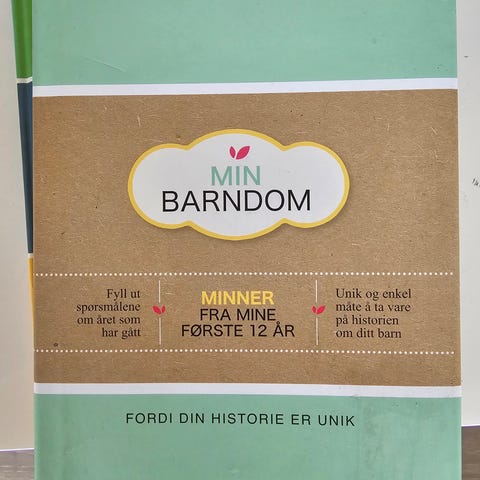 MIN
BARNDOM
Fyll ut
spørsmålene
om året som
har gått
MINNER
FRA MINE
FØRSTE 12 ÅR
Unik og enkel
måte å ta vare
på historien
om ditt barn
FORDI DIN HISTORIE ER UNIK